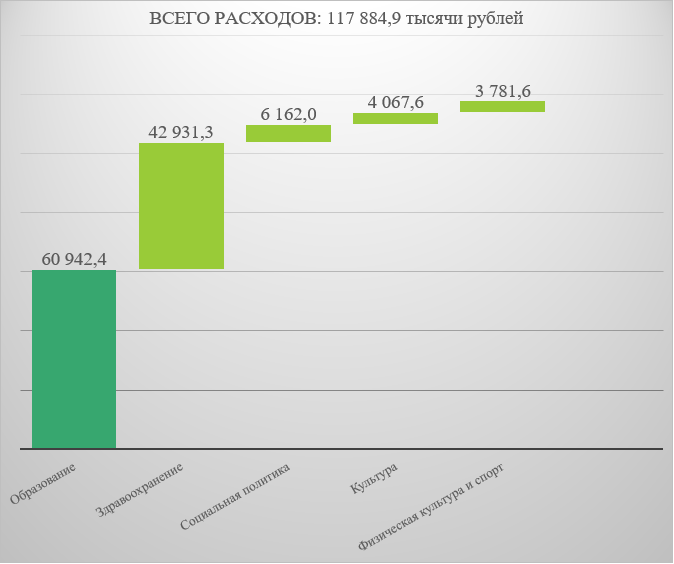 ВСЕГО РАСХОДОВ: 117 884,9 тысячи рублей
3 781,6
4 067,6
6 162,0
42 931,3
60 942,4
Образование
Здравоохранение
Социальная политика
Культура
Физическая культура и спорт